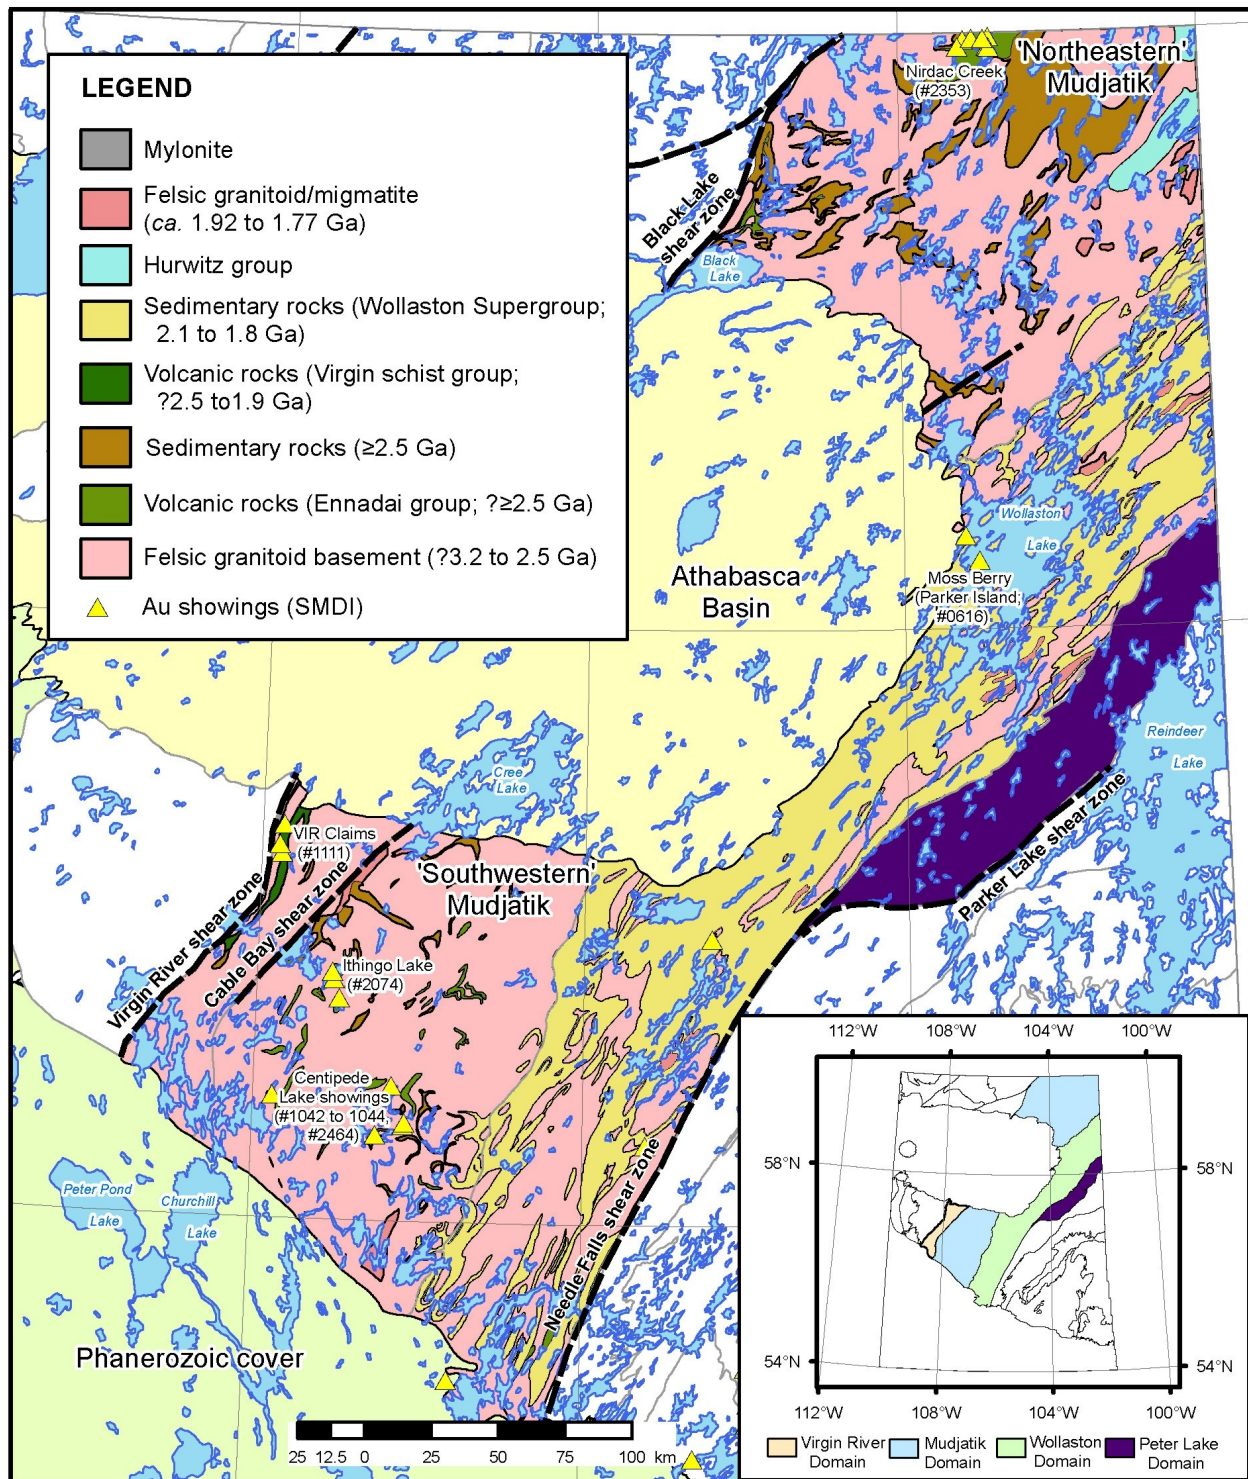 LEGEND
Mylonite
Felsic granitoid/migmatite
(ca. 1.92 to 1.77 Ga)
Hurwitz group
Sedimentary rocks (Wollaston Supergroup;
2.1 to 1.8 Ga)
Volcanic rocks (Virgin schist group;
?2.5 to1.9 Ga)
Sedimentary rocks (≥2.5 Ga)
Volcanic rocks (Ennadai group; ?≥2.5 Ga)
Felsic granitoid basement (?3.2 to 2.5 Ga)
Au showings (SMDI)
'Northeastern'
Mudjatik
Nirdac Creek
(#2353)
Black Lake
shear zone
Black
Lake
Wollaston
Lake
Moss Berry
(Parker Island;
#0616)
Athabasca
Basin
Reindeer
Lake
Parker Lake shear zone
Cree
Lake
VIR Claims
(#1111)
'Southwestern'
Mudjatik
Virgin River shear zone
Cable Bay shear zone
Ithingo Lake
(#2074)
Centipede
Lake showings
(#1042 to 1044,
#2464)
Needle Falls shear zone
Peter Pond
Lake
Churchill
Lake
Phanerozoic cover
25 12.5 0 25 50 75 100 km
112°W 108°W 104°W 100°W
58°N 58°N
54°N 54°N
112°W 108°W 104°W 100°W
Virgin River
Domain
Mudjatik
Domain
Wollaston
Domain
Peter Lake
Domain